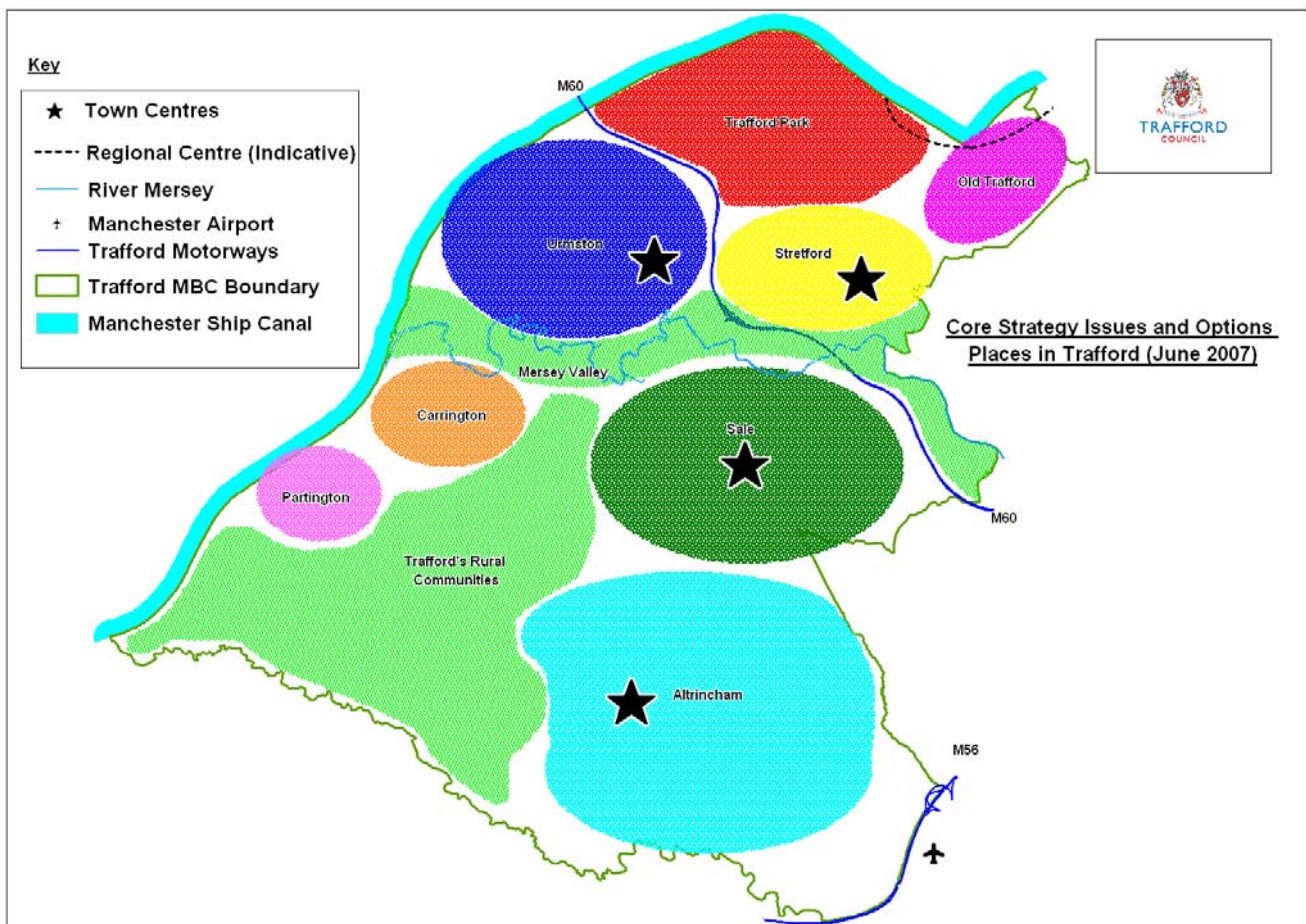 Key
Town Centres
Regional Centre (Indicative)
River Mersey
Manchester Airport
Trafford Motorways
Trafford MBC Boundary
Manchester Ship Canal
M60
Trafford Park
Old Trafford
Urmston
Stretford
Mersey Valley
Carrington
Sale
Partington
M60
Trafford's Rural
Communities
Altrincham
M56
TRAFFORD
COUNCIL
Core Strategy Issues and Options
Places in Trafford (June 2007)